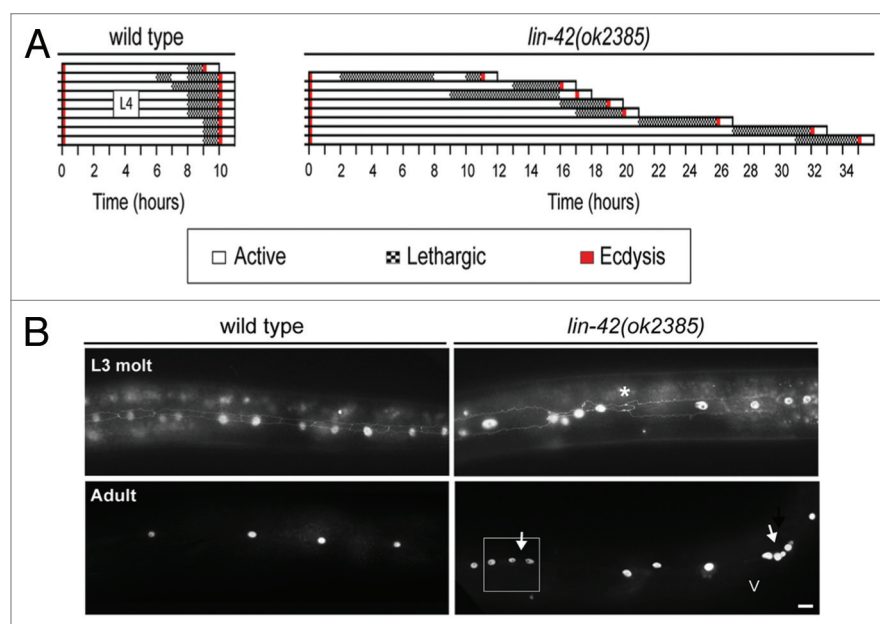 A
wild type
lin-42(ok2385)
L4
0 2 4 6 8 10
0 2 4 6 8 10 12 14 16 18 20 22 24 26 28 30 32 34
Time (hours)
Time (hours)
Active
Lethargic
Ecdysis
B
wild type
lin-42(ok2385)
L3 molt
*
Adult
V